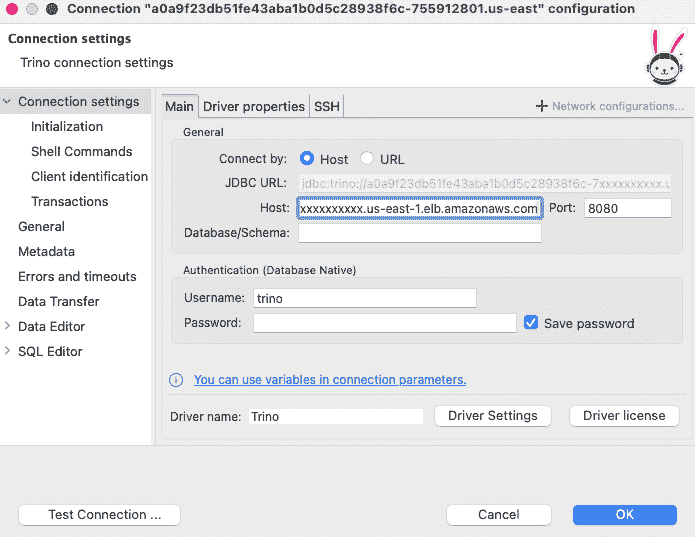 Connection "a0a9f23db51fe43aba1b0d5c28938f6c-755912801.us-east" configuration
Connection settings
Trino connection settings
Connection settings
Initialization
Shell Commands
Client identification
Transactions
General
Metadata
Errors and timeouts
Data Transfer
Data Editor
SQL Editor
Main Driver properties SSH + Network configurations...
General
Connect by: Host URL
JDBC URL: jdbc:trino://a0a9f23db51fe43aba1b0d5c28938f6c-7xxxxxxxxxx.u
Host: xxxxxxxxxx.us-east-1.elb.amazonaws.com Port: 8080
Database/Schema:
Authentication (Database Native)
Username: trino
Password: Save password
You can use variables in connection parameters.
Driver name: Trino Driver Settings Driver license
Test Connection ... Cancel OK